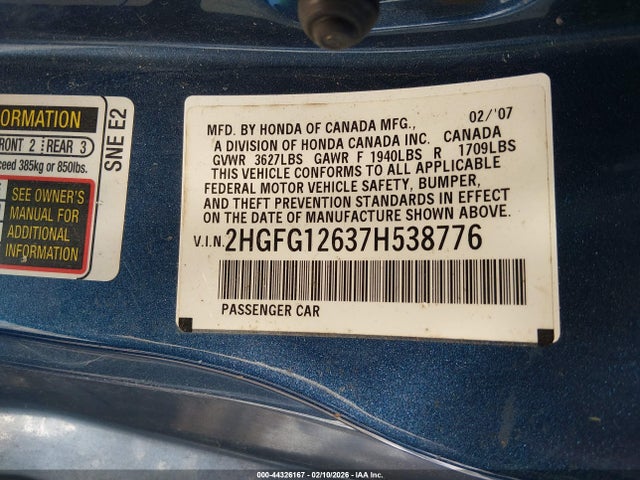 ORMATION
RONT 2 REAR 3
ceed 385kg or 850lbs.
SEE OWNER'S
MANUAL FOR
ADDITIONAL
INFORMATION
SNE E2
MFD. BY HONDA OF CANADA MFG., 02/'07
A DIVISION OF HONDA CANADA INC. CANADA
GVWR 3627LBS GAWR F 1940LBS R 1709LBS
THIS VEHICLE CONFORMS TO ALL APPLICABLE
FEDERAL MOTOR VEHICLE SAFETY, BUMPER,
AND THEFT PREVENTION STANDARDS IN EFFECT
ON THE DATE OF MANUFACTURE SHOWN ABOVE.
V.I.N. 2HGFG12637H538776
PASSENGER CAR
000-44326167 - 02/10/2026 - IAA Inc.